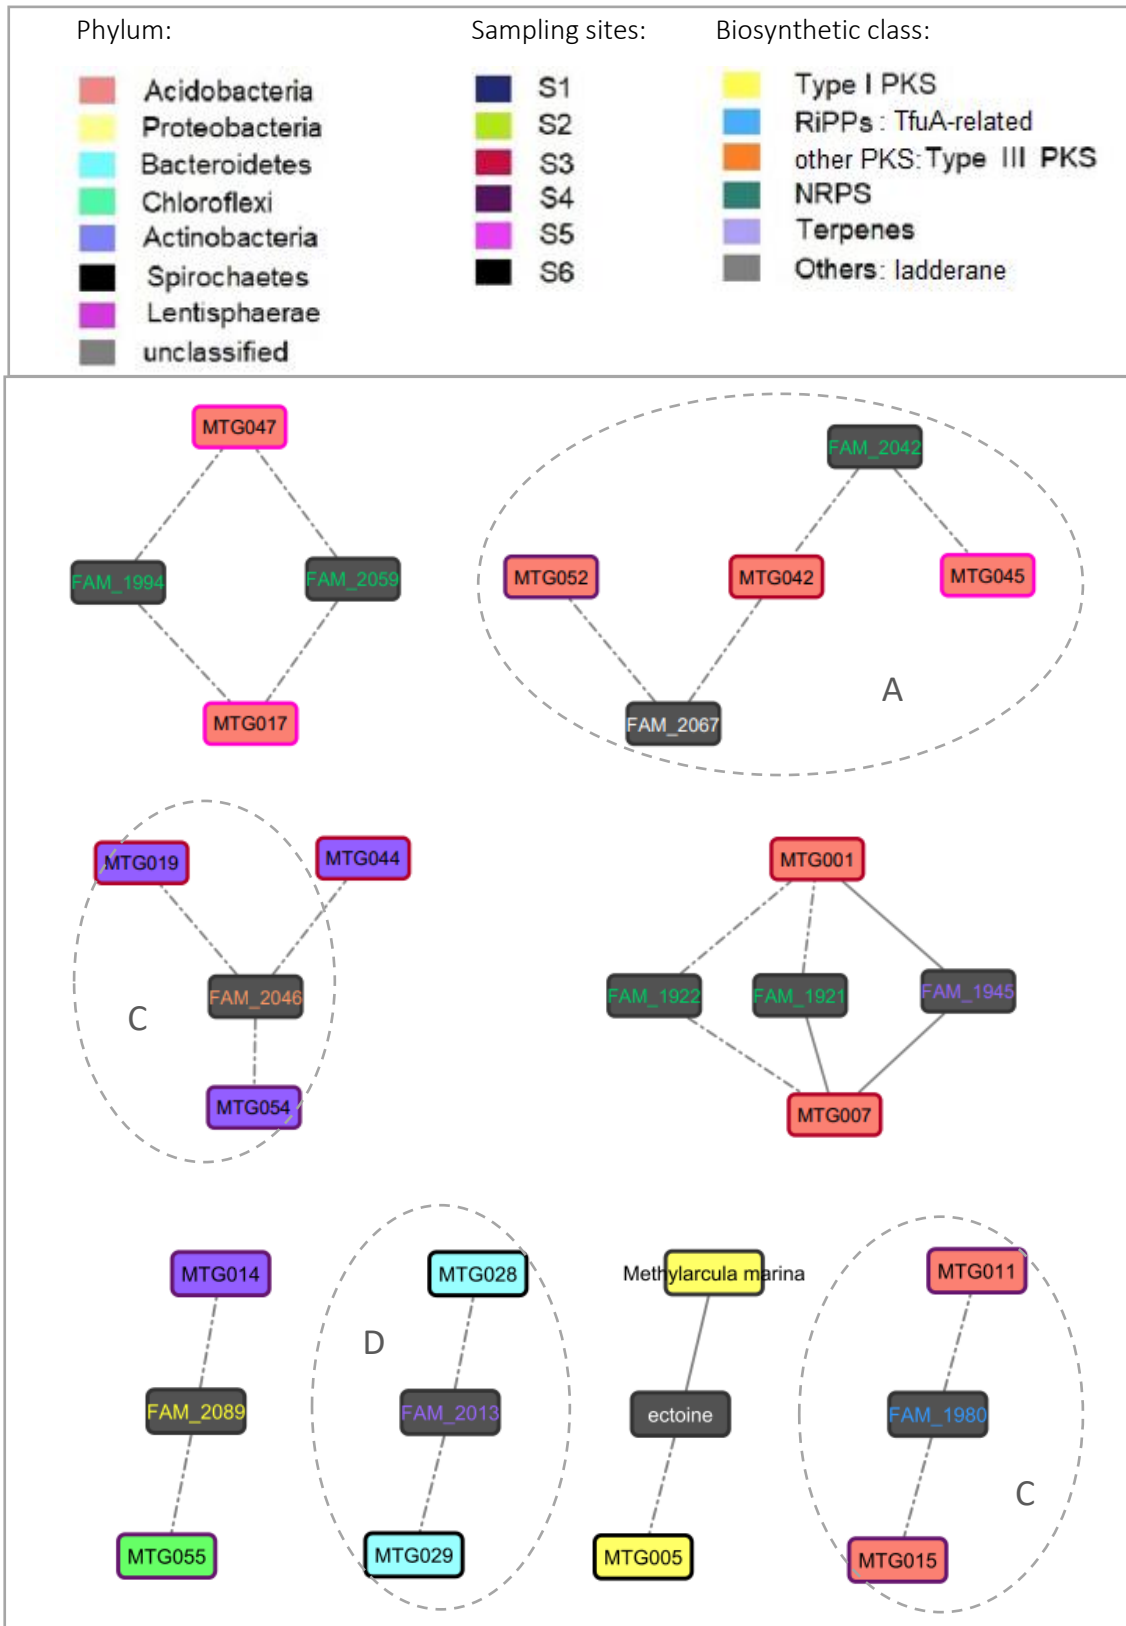 Phylum:
Acidobacteria
Proteobacteria
Bacteroidetes
Chloroflexi
Actinobacteria
Spirochaetes
Lentisphaerae
unclassified
Sampling sites:
S1
S2
S3
S4
S5
S6
Biosynthetic class:
Type I PKS
RiPPs : TfuA-related
other PKS: Type III PKS
NRPS
Terpenes
Others: ladderane
MTG047
FAM_1994
FAM_2059
MTG017
FAM_2042
MTG052
MTG042
MTG045
A
FAM_2067
MTG019
MTG044
FAM_2046
C
MTG054
MTG001
FAM_1922
FAM_1921
FAM_1945
MTG007
MTG014
FAM_2089
MTG055
MTG028
D
FAM_2013
MTG029
Methylarcula marina
ectoine
MTG005
MTG011
FAM_1980
C
MTG015